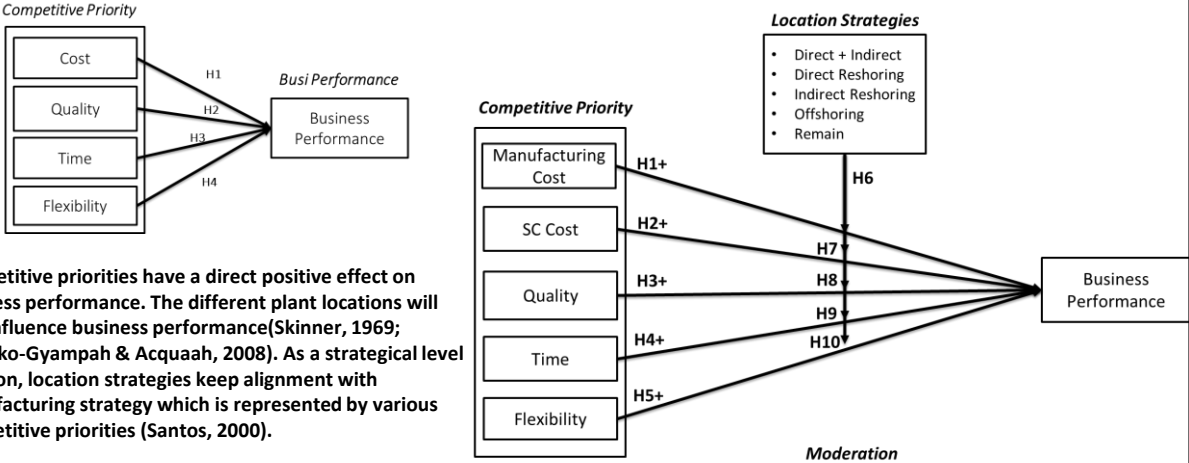 Competitive Priority
Cost
Quality
Time
Flexibility
H1
H2
H3
H4
Busi Performance
Business
Performance
etitive priorities have a direct positive effect on
ess performance. The different plant locations will
nfluence business performance(Skinner, 1969;
ko-Gyampah & Acquaah, 2008). As a strategical level
on, location strategies keep alignment with
facturing strategy which is represented by various
etitive priorities (Santos, 2000).
Location Strategies
• Direct + Indirect
• Direct Reshoring
• Indirect Reshoring
• Offshoring
• Remain
Competitive Priority
Manufacturing
Cost
SC Cost
Quality
Time
Flexibility
H1+
H2+
H3+
H4+
H5+
H6
H7
H8
H9
H10
Business
Performance
Moderation